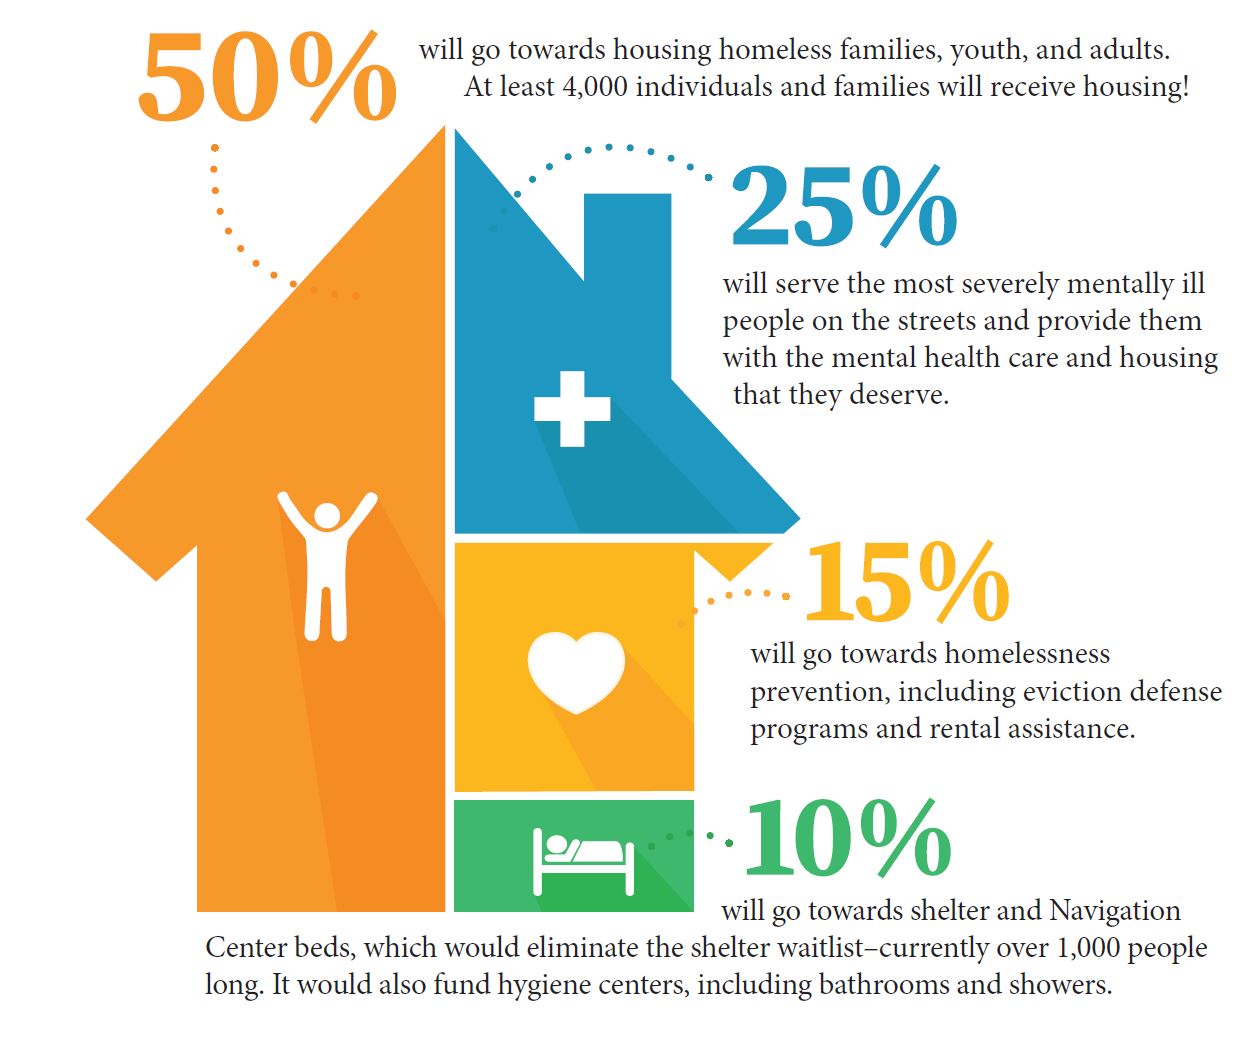 50%
will go towards housing homeless families, youth, and adults.
At least 4,000 individuals and families will receive housing!
25%
will serve the most severely mentally ill
people on the streets and provide them
with the mental health care and housing
that they deserve.
15%
will go towards homelessness
prevention, including eviction defense
programs and rental assistance.
10%
will go towards shelter and Navigation
Center beds, which would eliminate the shelter waitlist–currently over 1,000 people
long. It would also fund hygiene centers, including bathrooms and showers.